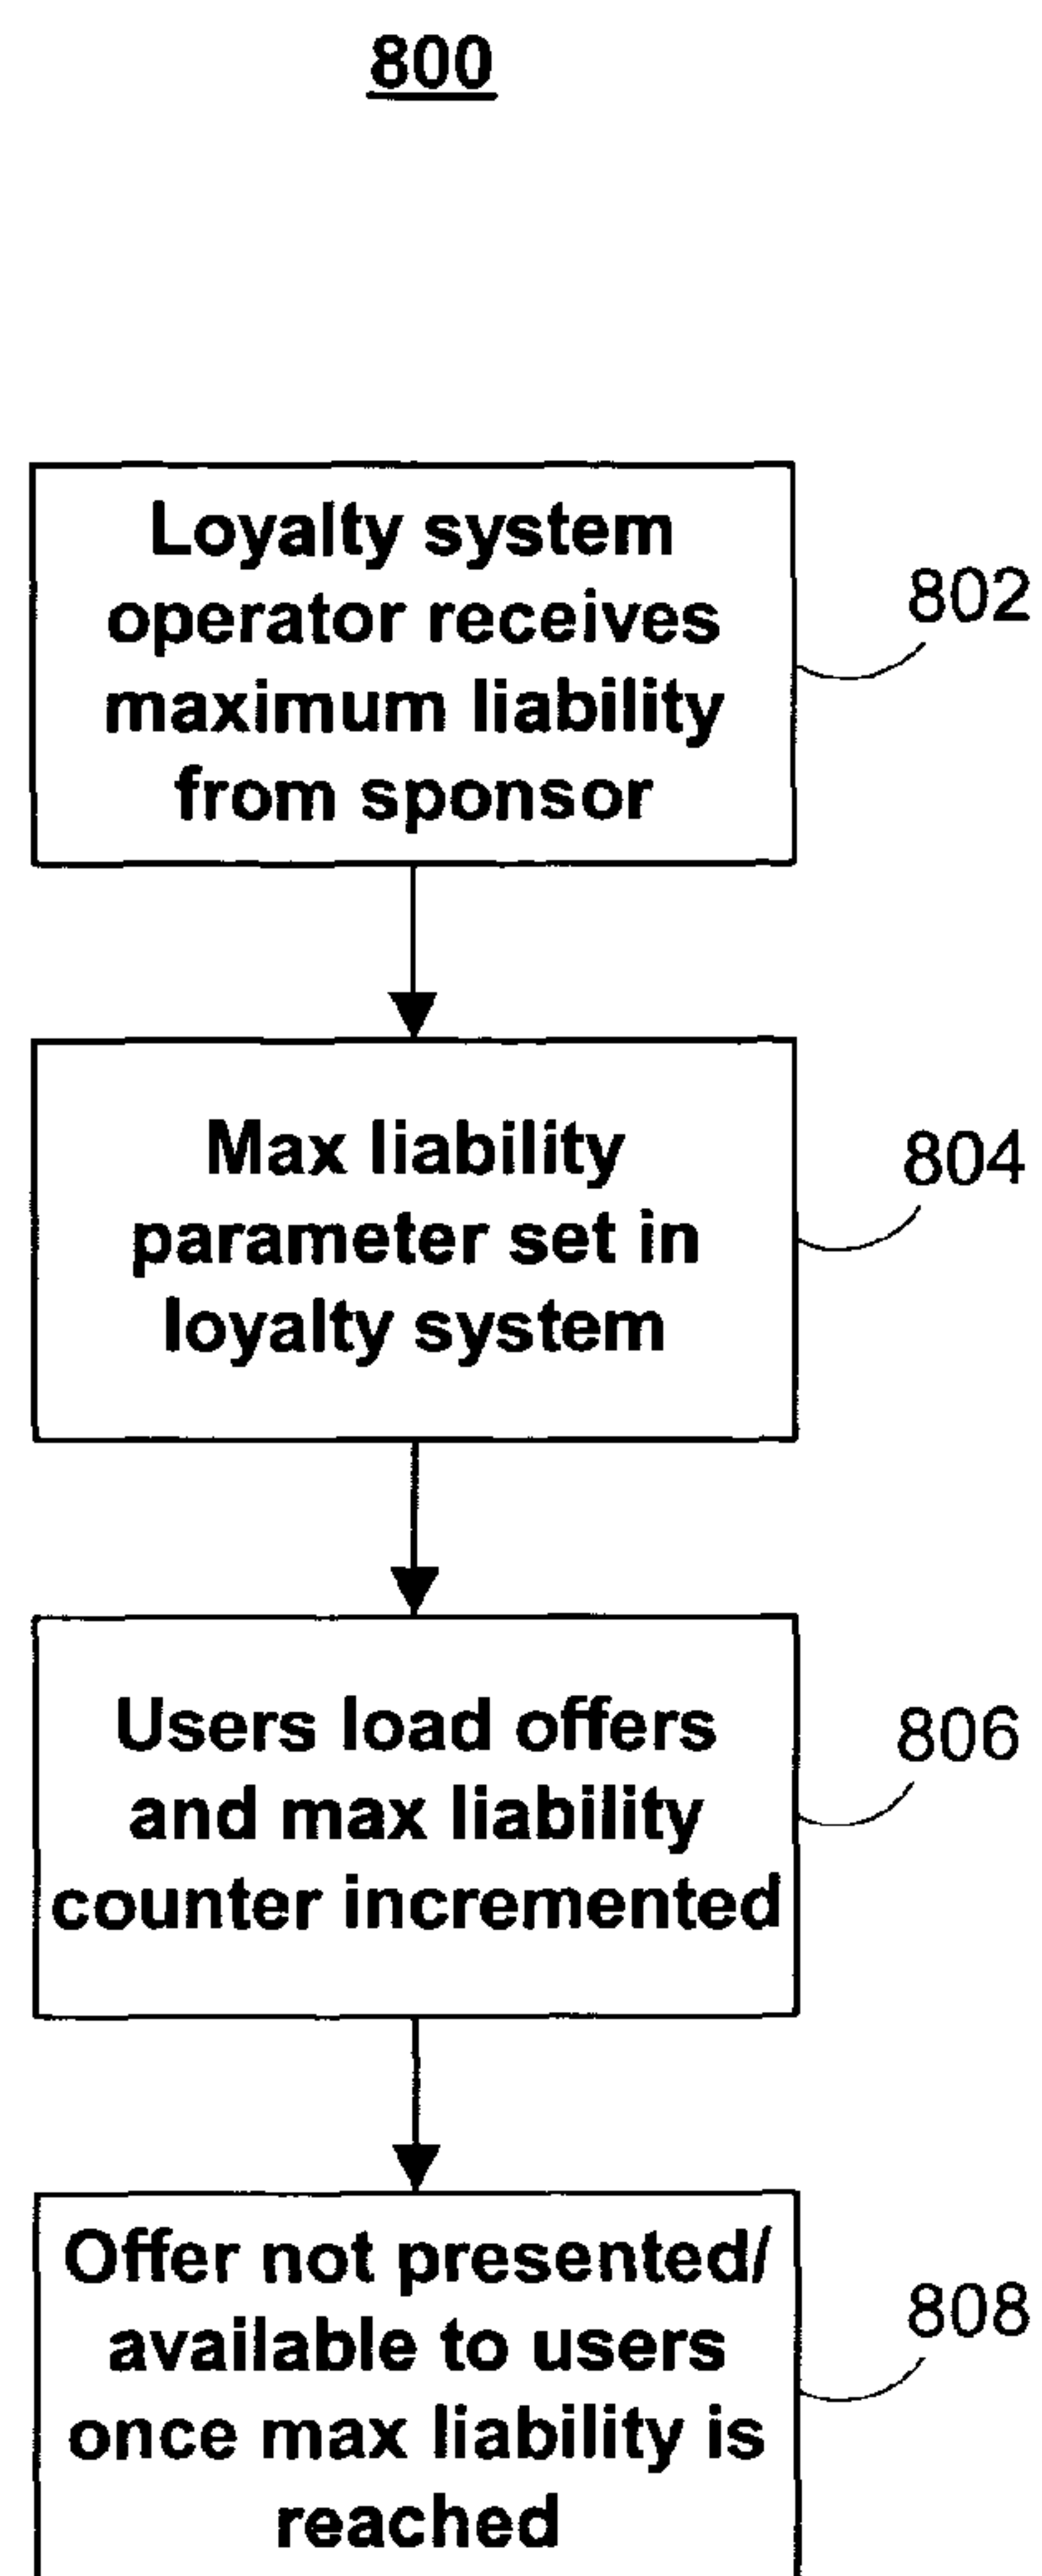 800
Loyalty system
operator receives
maximum liability
from sponsor
802
Max liability
parameter set in
loyalty system
804
Users load offers
and max liability
counter incremented
806
Offer not presented/
available to users
once max liability is
reached
808